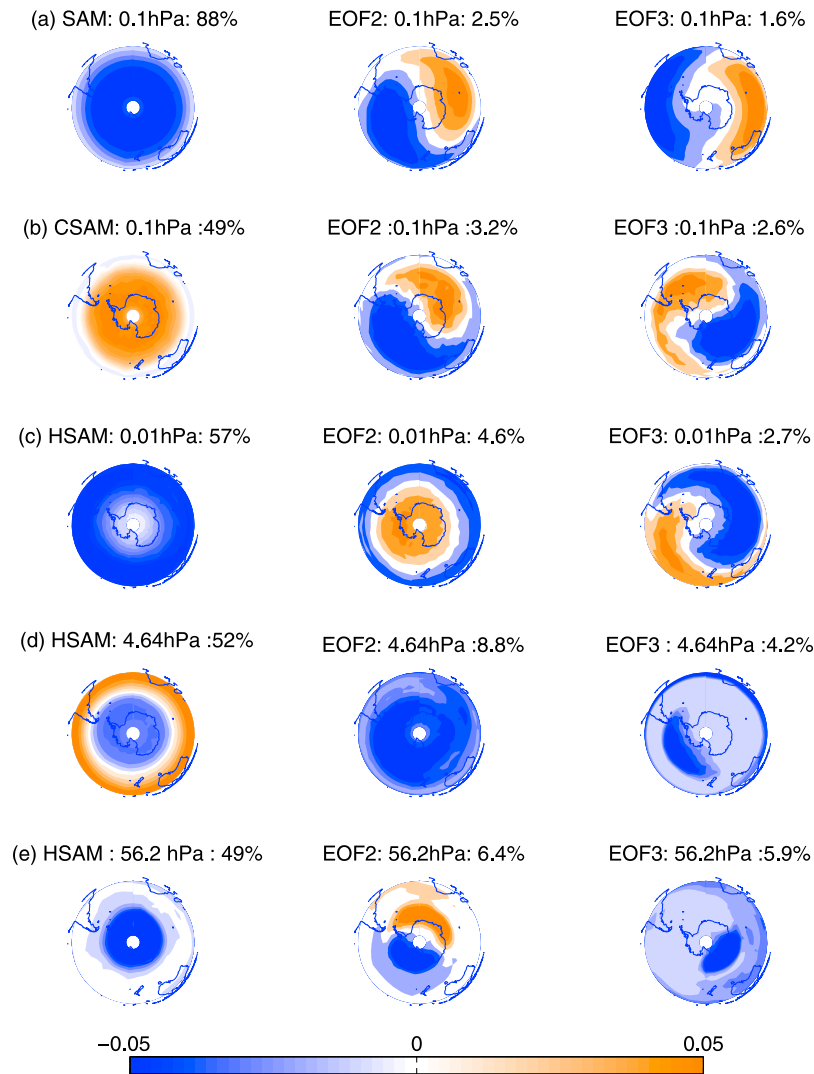 (a) SAM: 0.1hPa: 88%
EOF2: 0.1hPa: 2.5%
EOF3: 0.1hPa: 1.6%
(b) CSAM: 0.1hPa :49%
EOF2 :0.1hPa :3.2%
EOF3 :0.1hPa :2.6%
(c) HSAM: 0.01hPa: 57%
EOF2: 0.01hPa: 4.6%
EOF3: 0.01hPa :2.7%
(d) HSAM: 4.64hPa :52%
EOF2: 4.64hPa :8.8%
EOF3 : 4.64hPa :4.2%
(e) HSAM : 56.2 hPa : 49%
EOF2: 56.2hPa: 6.4%
EOF3: 56.2hPa :5.9%
−0.05 0 0.05